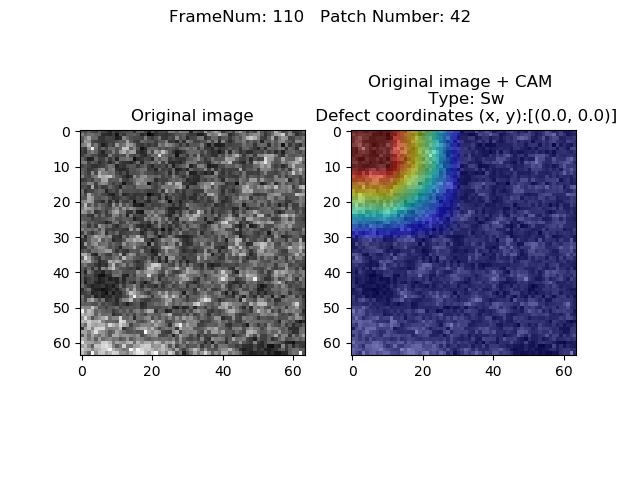 FrameNum: 110   Patch Number: 42
Original image
0
10
20
30
40
50
60
0 20 40 60
Original image + CAM
Type: Sw
Defect coordinates (x, y):[(0.0, 0.0)]
0
10
20
30
40
50
60
0 20 40 60